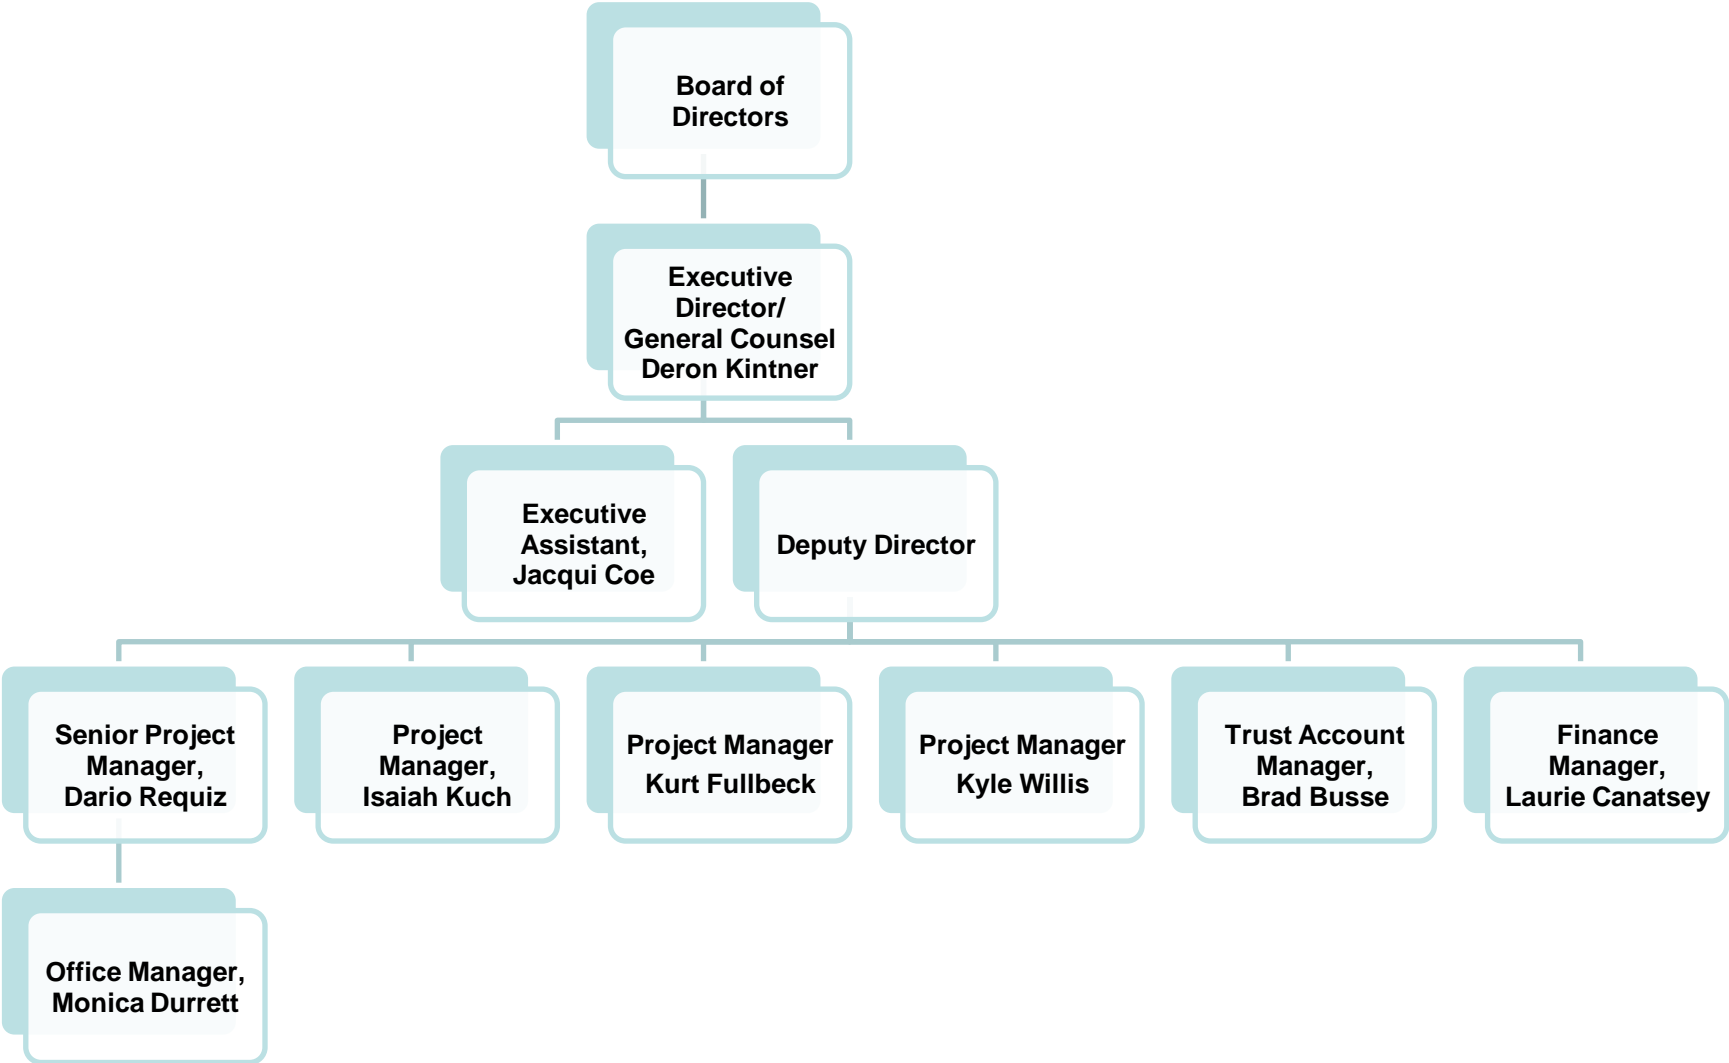 Board of
Directors
Executive
Director/
General Counsel
Deron Kintner
Executive
Assistant,
Jacqui Coe
Deputy Director
Senior Project
Manager,
Dario Requiz
Project
Manager,
Isaiah Kuch
Project Manager
Kurt Fullbeck
Project Manager
Kyle Willis
Trust Account
Manager,
Brad Busse
Finance
Manager,
Laurie Canatsey
Office Manager,
Monica Durrett